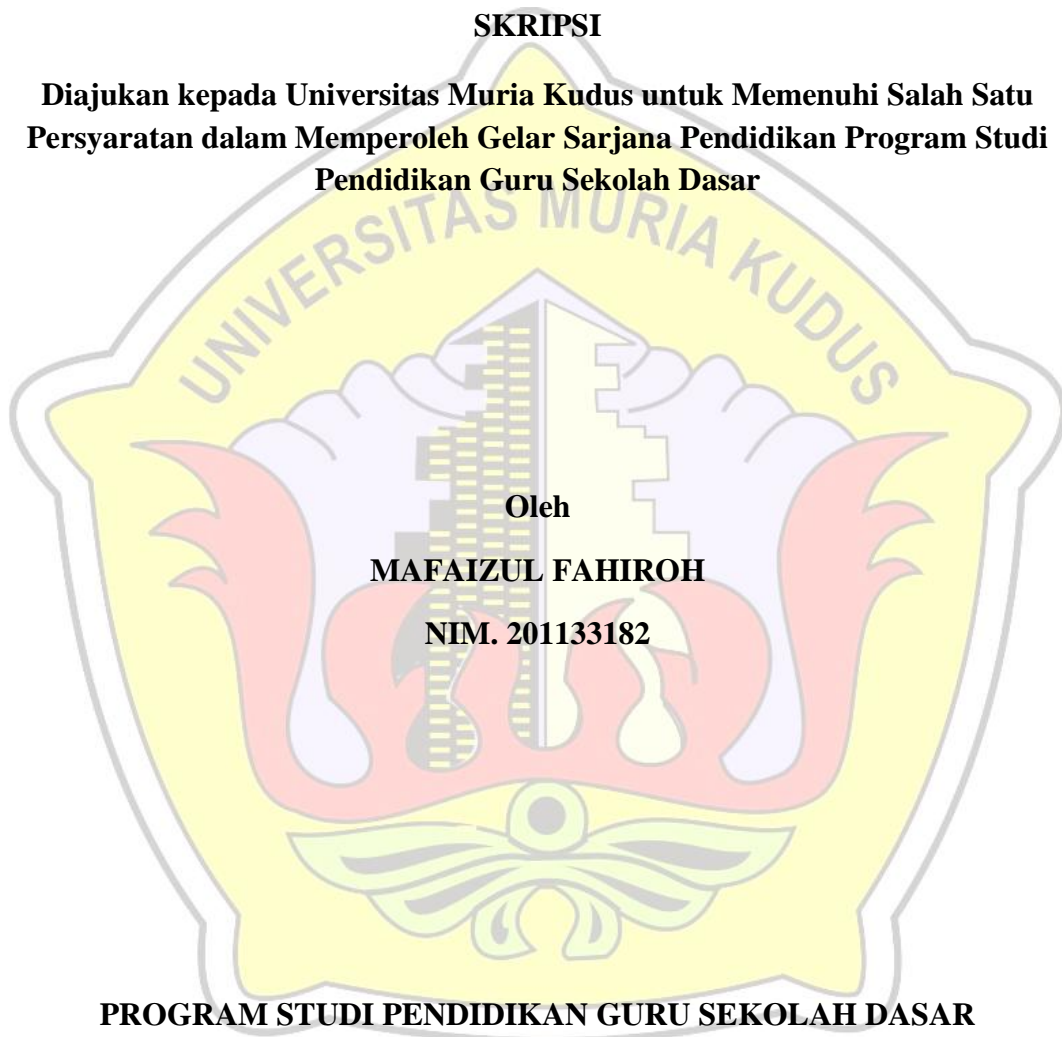 SKRIPSI
Diajukan kepada Universitas Muria Kudus untuk Memenuhi Salah Satu
Persyaratan dalam Memperoleh Gelar Sarjana Pendidikan Program Studi
Pendidikan Guru Sekolah Dasar
UNIVERSITAS MURIA KUDUS
Oleh
MAFAIZUL FAHIROH
NIM. 201133182
PROGRAM STUDI PENDIDIKAN GURU SEKOLAH DASAR